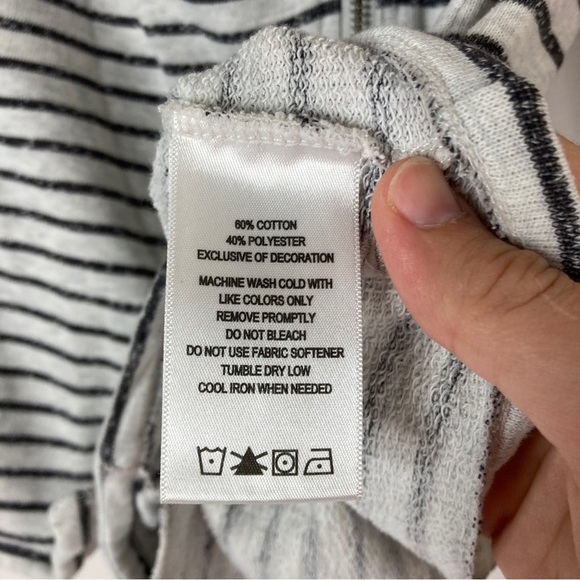 60% COTTON
40% POLYESTER
EXCLUSIVE OF DECORATION
MACHINE WASH COLD WITH
LIKE COLORS ONLY
REMOVE PROMPTLY
DO NOT BLEACH
DO NOT USE FABRIC SOFTENER
TUMBLE DRY LOW
COOL IRON WHEN NEEDED